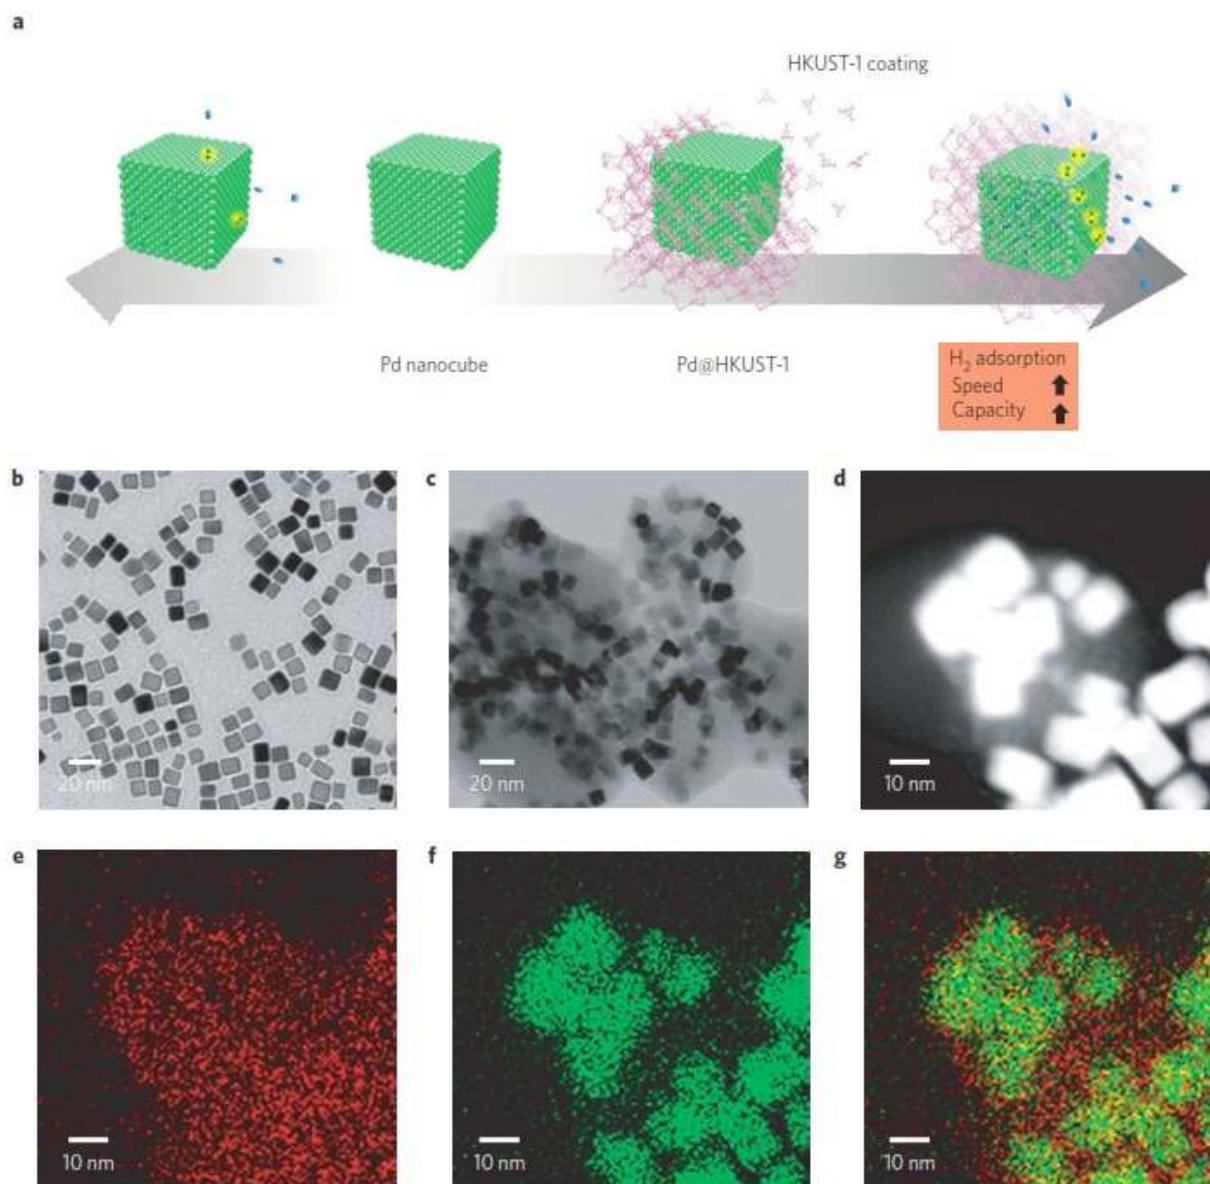 a
HKUST-1 coating
Pd nanocube
Pd@HKUST-1
H₂ adsorption
Speed
Capacity
b
c
d
20 nm
20 nm
10 nm
e
f
g
10 nm
10 nm
10 nm